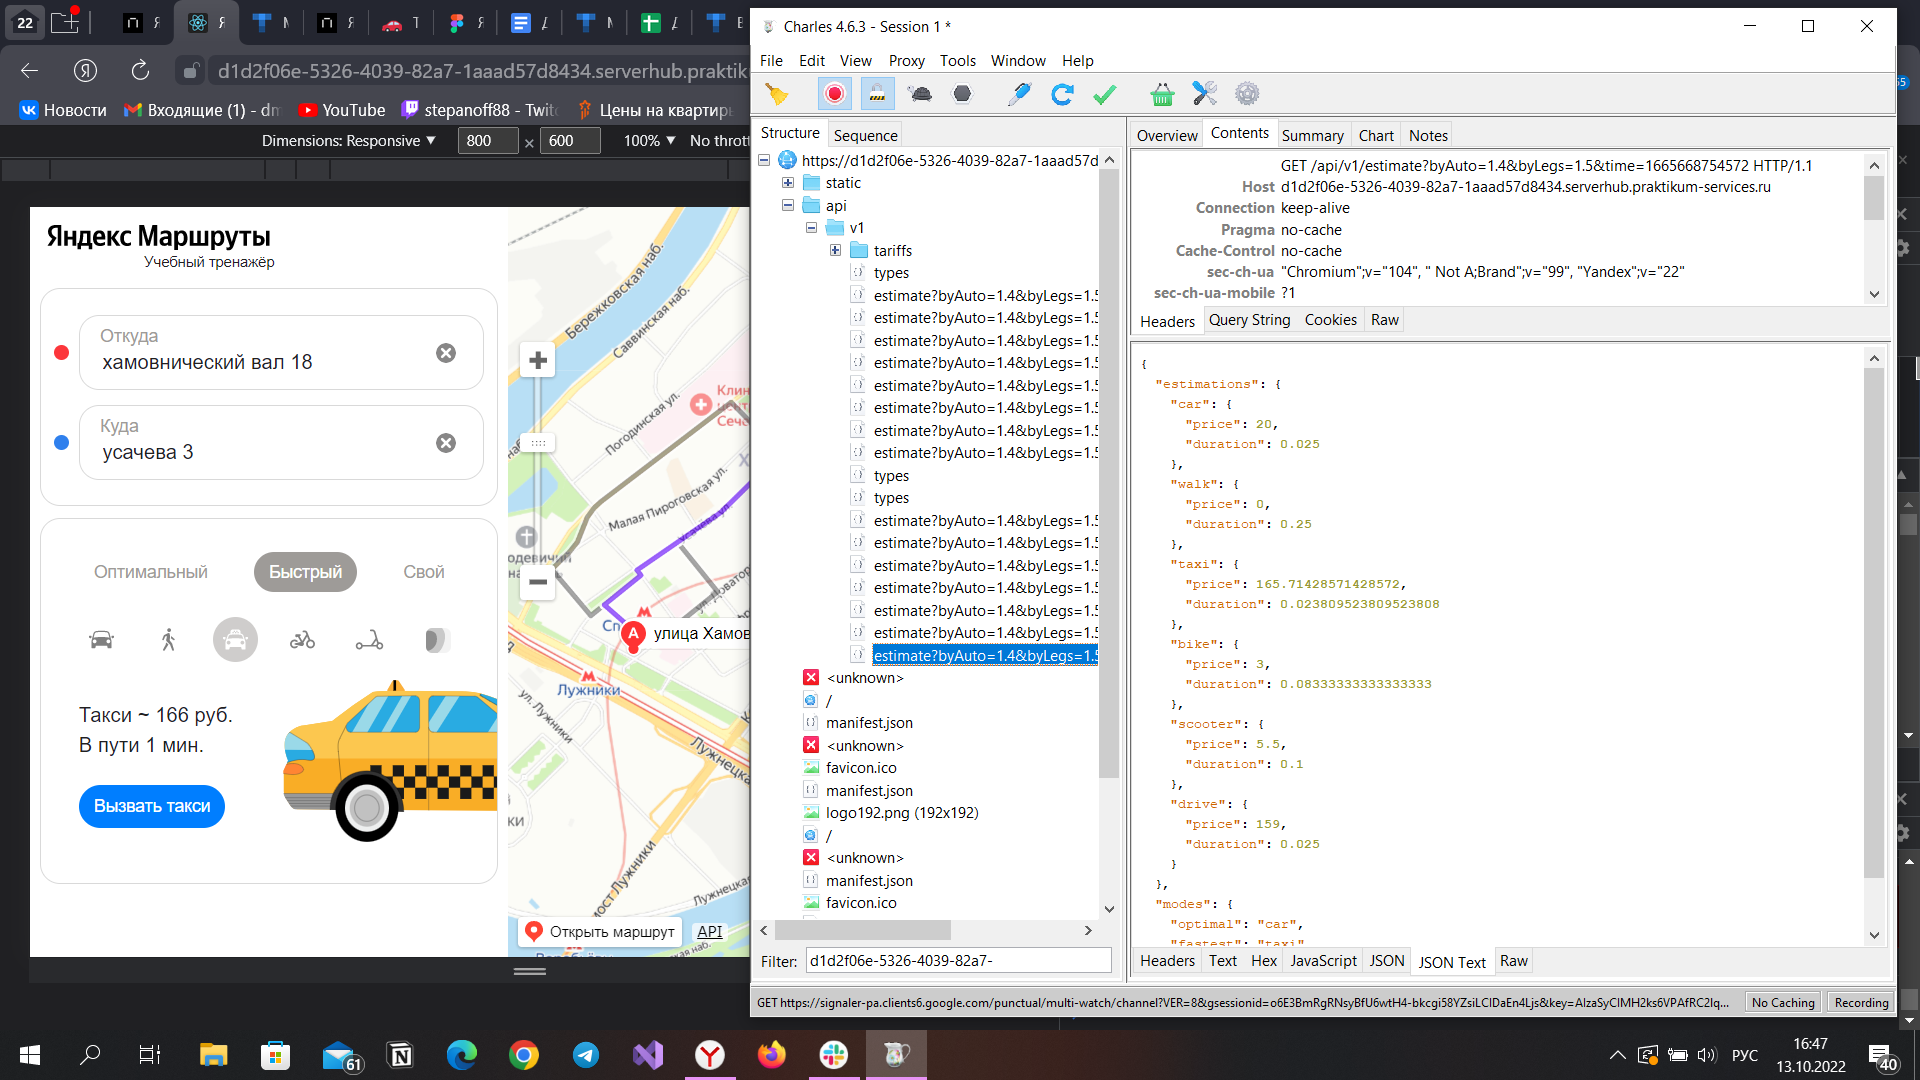 22
Я
Я
Я
d1d2f06e-5326-4039-82a7-1aaad57d8434.serverhub.praktik
Новости
Входящие (1) - dm
YouTube
stepanoff88 - Twitc
Цены на квартиры
Dimensions: Responsive ▼
800
×
600
100% ▼
No thrott
Яндекс Маршруты
Учебный тренажёр
Откуда
хамовнический вал 18
Куда
усачева 3
Оптимальный
Быстрый
Свой
Такси ~ 166 руб.
В пути 1 мин.
Вызвать такси
Бережковская наб.
Саввинская наб.
Погодинская ул.
Клин
Сече
Малая Пироговская ул.
Усачева ул.
ул. Доватор
одевичий
A
улица Хамов
Лужники
ул. Лужники
Лужнецка
мост Лужники
Лужнецкая
Открыть маршрут
API
Charles 4.6.3 - Session 1 *
File
Edit
View
Proxy
Tools
Window
Help
Structure
Sequence
https://d1d2f06e-5326-4039-82a7-1aaad57d
static
api
v1
tariffs
types
estimate?byAuto=1.4&byLegs=1.5
estimate?byAuto=1.4&byLegs=1.5
estimate?byAuto=1.4&byLegs=1.5
estimate?byAuto=1.4&byLegs=1.5
estimate?byAuto=1.4&byLegs=1.5
estimate?byAuto=1.4&byLegs=1.5
estimate?byAuto=1.4&byLegs=1.5
estimate?byAuto=1.4&byLegs=1.5
types
types
estimate?byAuto=1.4&byLegs=1.5
estimate?byAuto=1.4&byLegs=1.5
estimate?byAuto=1.4&byLegs=1.5
estimate?byAuto=1.4&byLegs=1.5
estimate?byAuto=1.4&byLegs=1.5
estimate?byAuto=1.4&byLegs=1.5
estimate?byAuto=1.4&byLegs=1.5
<unknown>
/
manifest.json
<unknown>
favicon.ico
manifest.json
logo192.png (192x192)
/
<unknown>
manifest.json
favicon.ico
Filter:
d1d2f06e-5326-4039-82a7-
Overview
Contents
Summary
Chart
Notes
GET /api/v1/estimate?byAuto=1.4&byLegs=1.5&time=1665668754572 HTTP/1.1
Host d1d2f06e-5326-4039-82a7-1aaad57d8434.serverhub.praktikum-services.ru
Connection keep-alive
Pragma no-cache
Cache-Control no-cache
sec-ch-ua "Chromium";v="104", " Not A;Brand";v="99", "Yandex";v="22"
sec-ch-ua-mobile ?1
Headers
Query String
Cookies
Raw
{
"estimations": {
"car": {
"price": 20,
"duration": 0.025
},
"walk": {
"price": 0,
"duration": 0.25
},
"taxi": {
"price": 165.71428571428572,
"duration": 0.023809523809523808
},
"bike": {
"price": 3,
"duration": 0.08333333333333333
},
"scooter": {
"price": 5.5,
"duration": 0.1
},
"drive": {
"price": 159,
"duration": 0.025
}
},
"modes": {
"optimal": "car",
"fastest": "taxi"
Headers
Text
Hex
JavaScript
JSON
JSON Text
Raw
GET https://signaler-pa.clients6.google.com/punctual/multi-watch/channel?VER=8&gsessionid=o6E3BmRgRNsyBfU6wtH4-bkcgi58YZsiLCIDaEn4Ljs&key=AIzaSyCIMH2ks6VPAfRC2Iq...
No Caching
Recording
61
РУС
16:47
13.10.2022
40